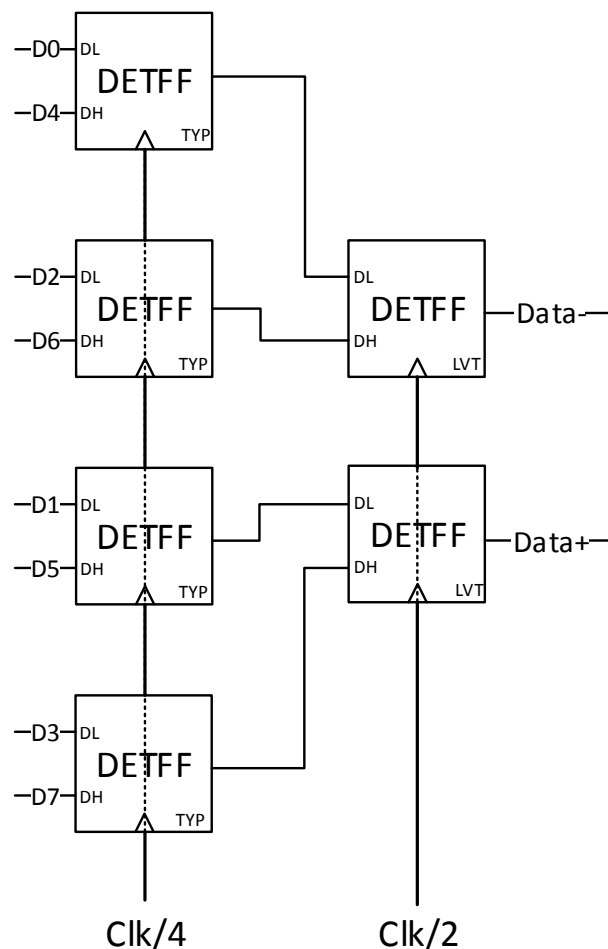 D0 DL
DETFF
D4 DH
TYP
D2 DL
DETFF
D6 DH
TYP
DL
DETFF
DH
LVT
Data-
D1 DL
DETFF
D5 DH
TYP
DL
DETFF
DH
LVT
Data+
D3 DL
DETFF
D7 DH
TYP
Clk/4
Clk/2